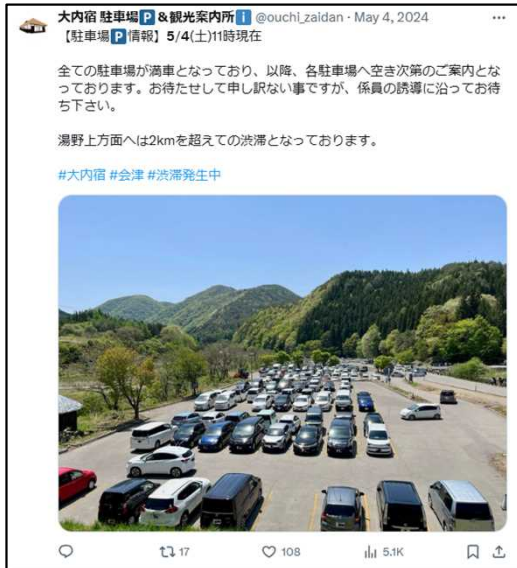 大内宿 駐車場🅿&観光案内所ℹ @ouchi_zaidan · May 4, 2024
【駐車場🅿情報】5/4(土)11時現在
全ての駐車場が満車となっており、以降、各駐車場へ空き次第のご案内とな
っております。お待たせして申し訳ない事ですが、係員の誘導に沿ってお待
ち下さい。
湯野上方面へは2kmを超えての渋滞となっております。
#大内宿 #会津 #渋滞発生中
17 108 5.1K